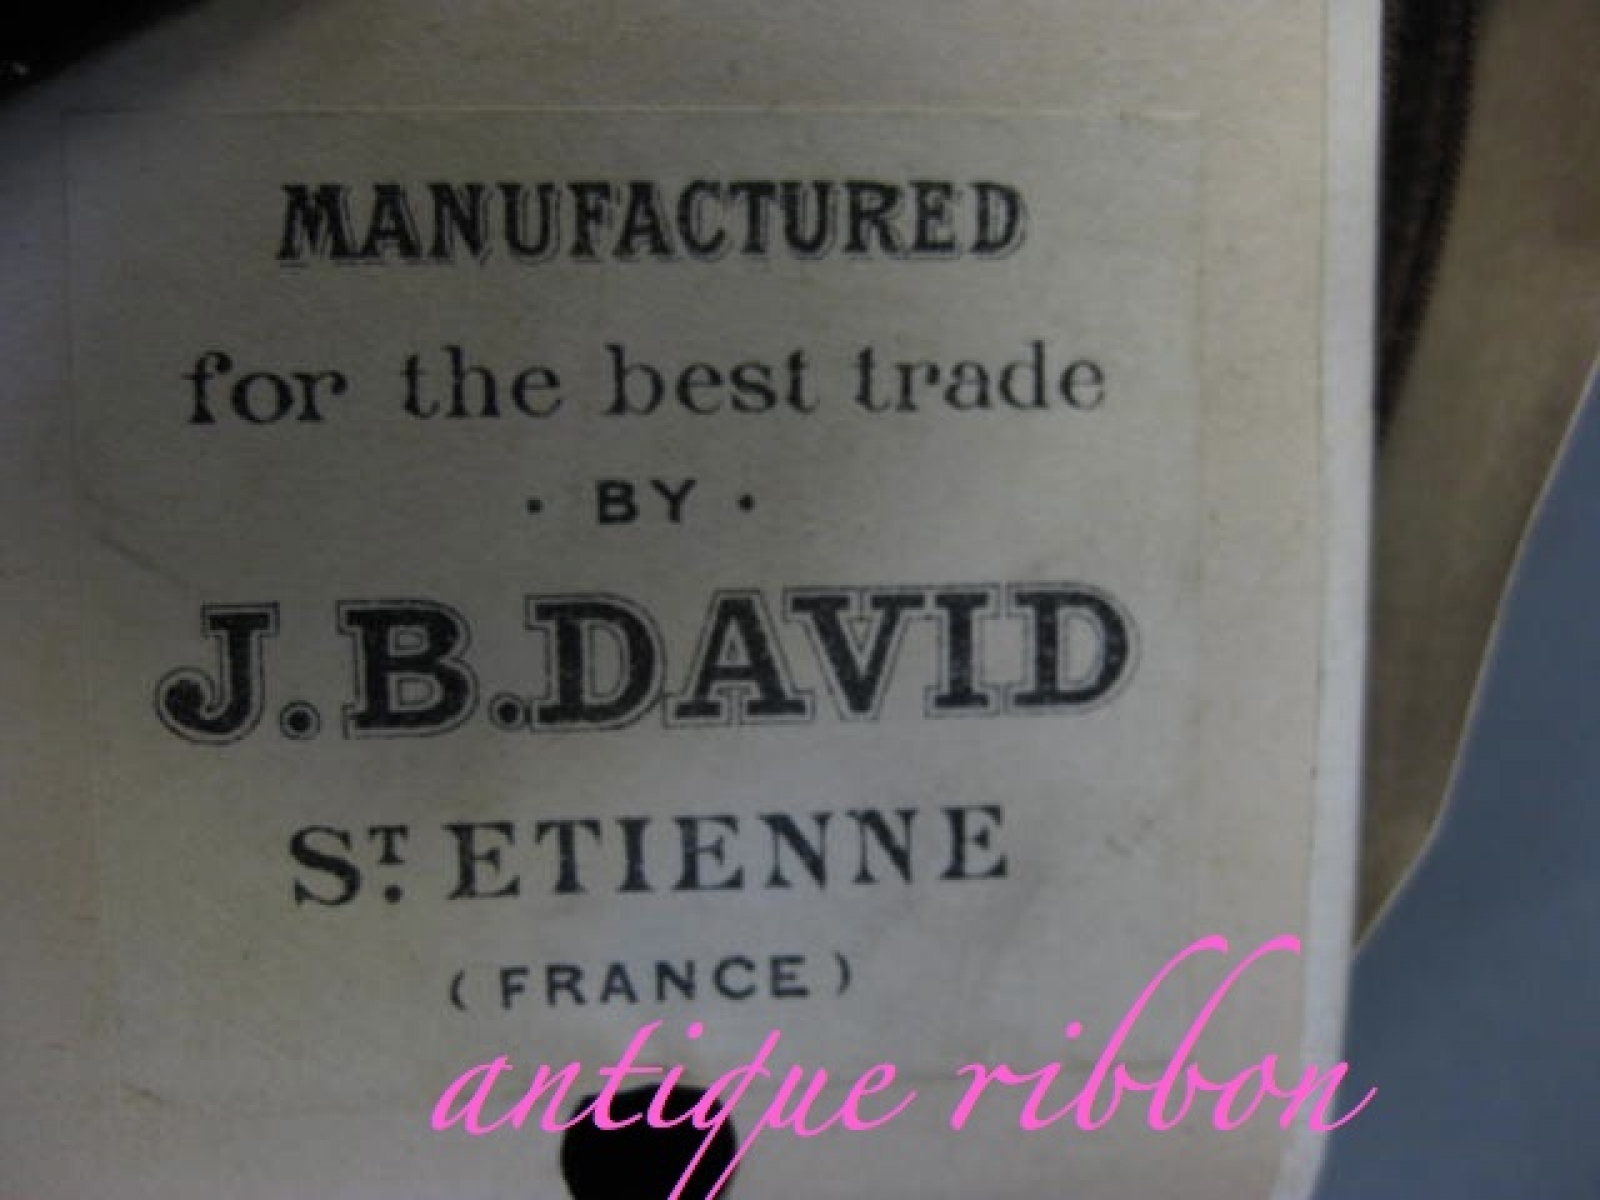 MANUFACTURED
for the best trade
· BY ·
J.B.DAVID
ST. ETIENNE
(FRANCE)
antique ribbon